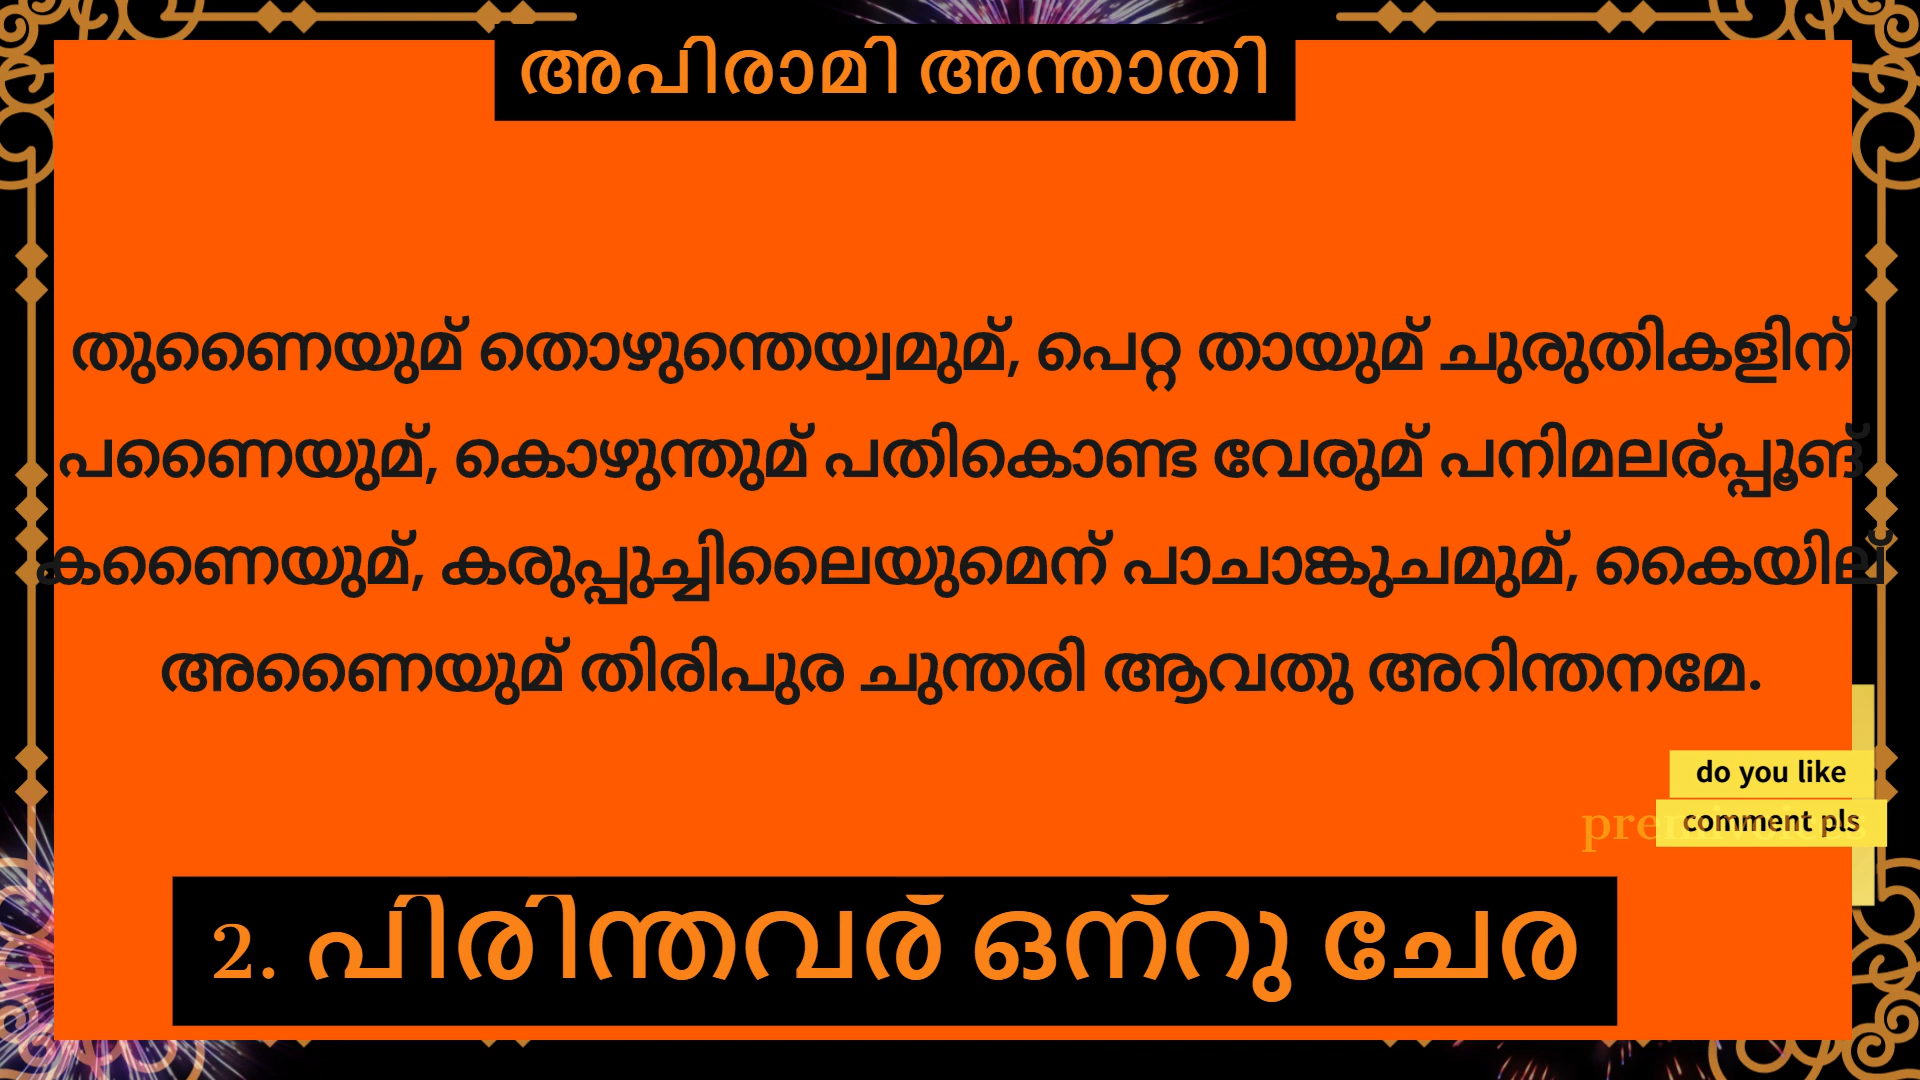 അപിരാമി അന്താതി
തുണൈയുമ് തൊഴുന്തെയ്വമുമ്, പെറ്റ തായുമ് ചുരുതികളിന്
പണൈയുമ്, കൊഴുന്തുമ് പതികൊണ്ട വേരുമ് പനിമലര്പ്പൂങ്
കണൈയുമ്, കരുപ്പുച്ചിലൈയുമെന് പാചാങ്കുചമുമ്, കൈയില്
അണൈയുമ് തിരിപുര ചുന്തരി ആവതു അറിന്തനമേ.
do you like
comment pls
2. പിരിന്തവര് ഒന്റു ചേര